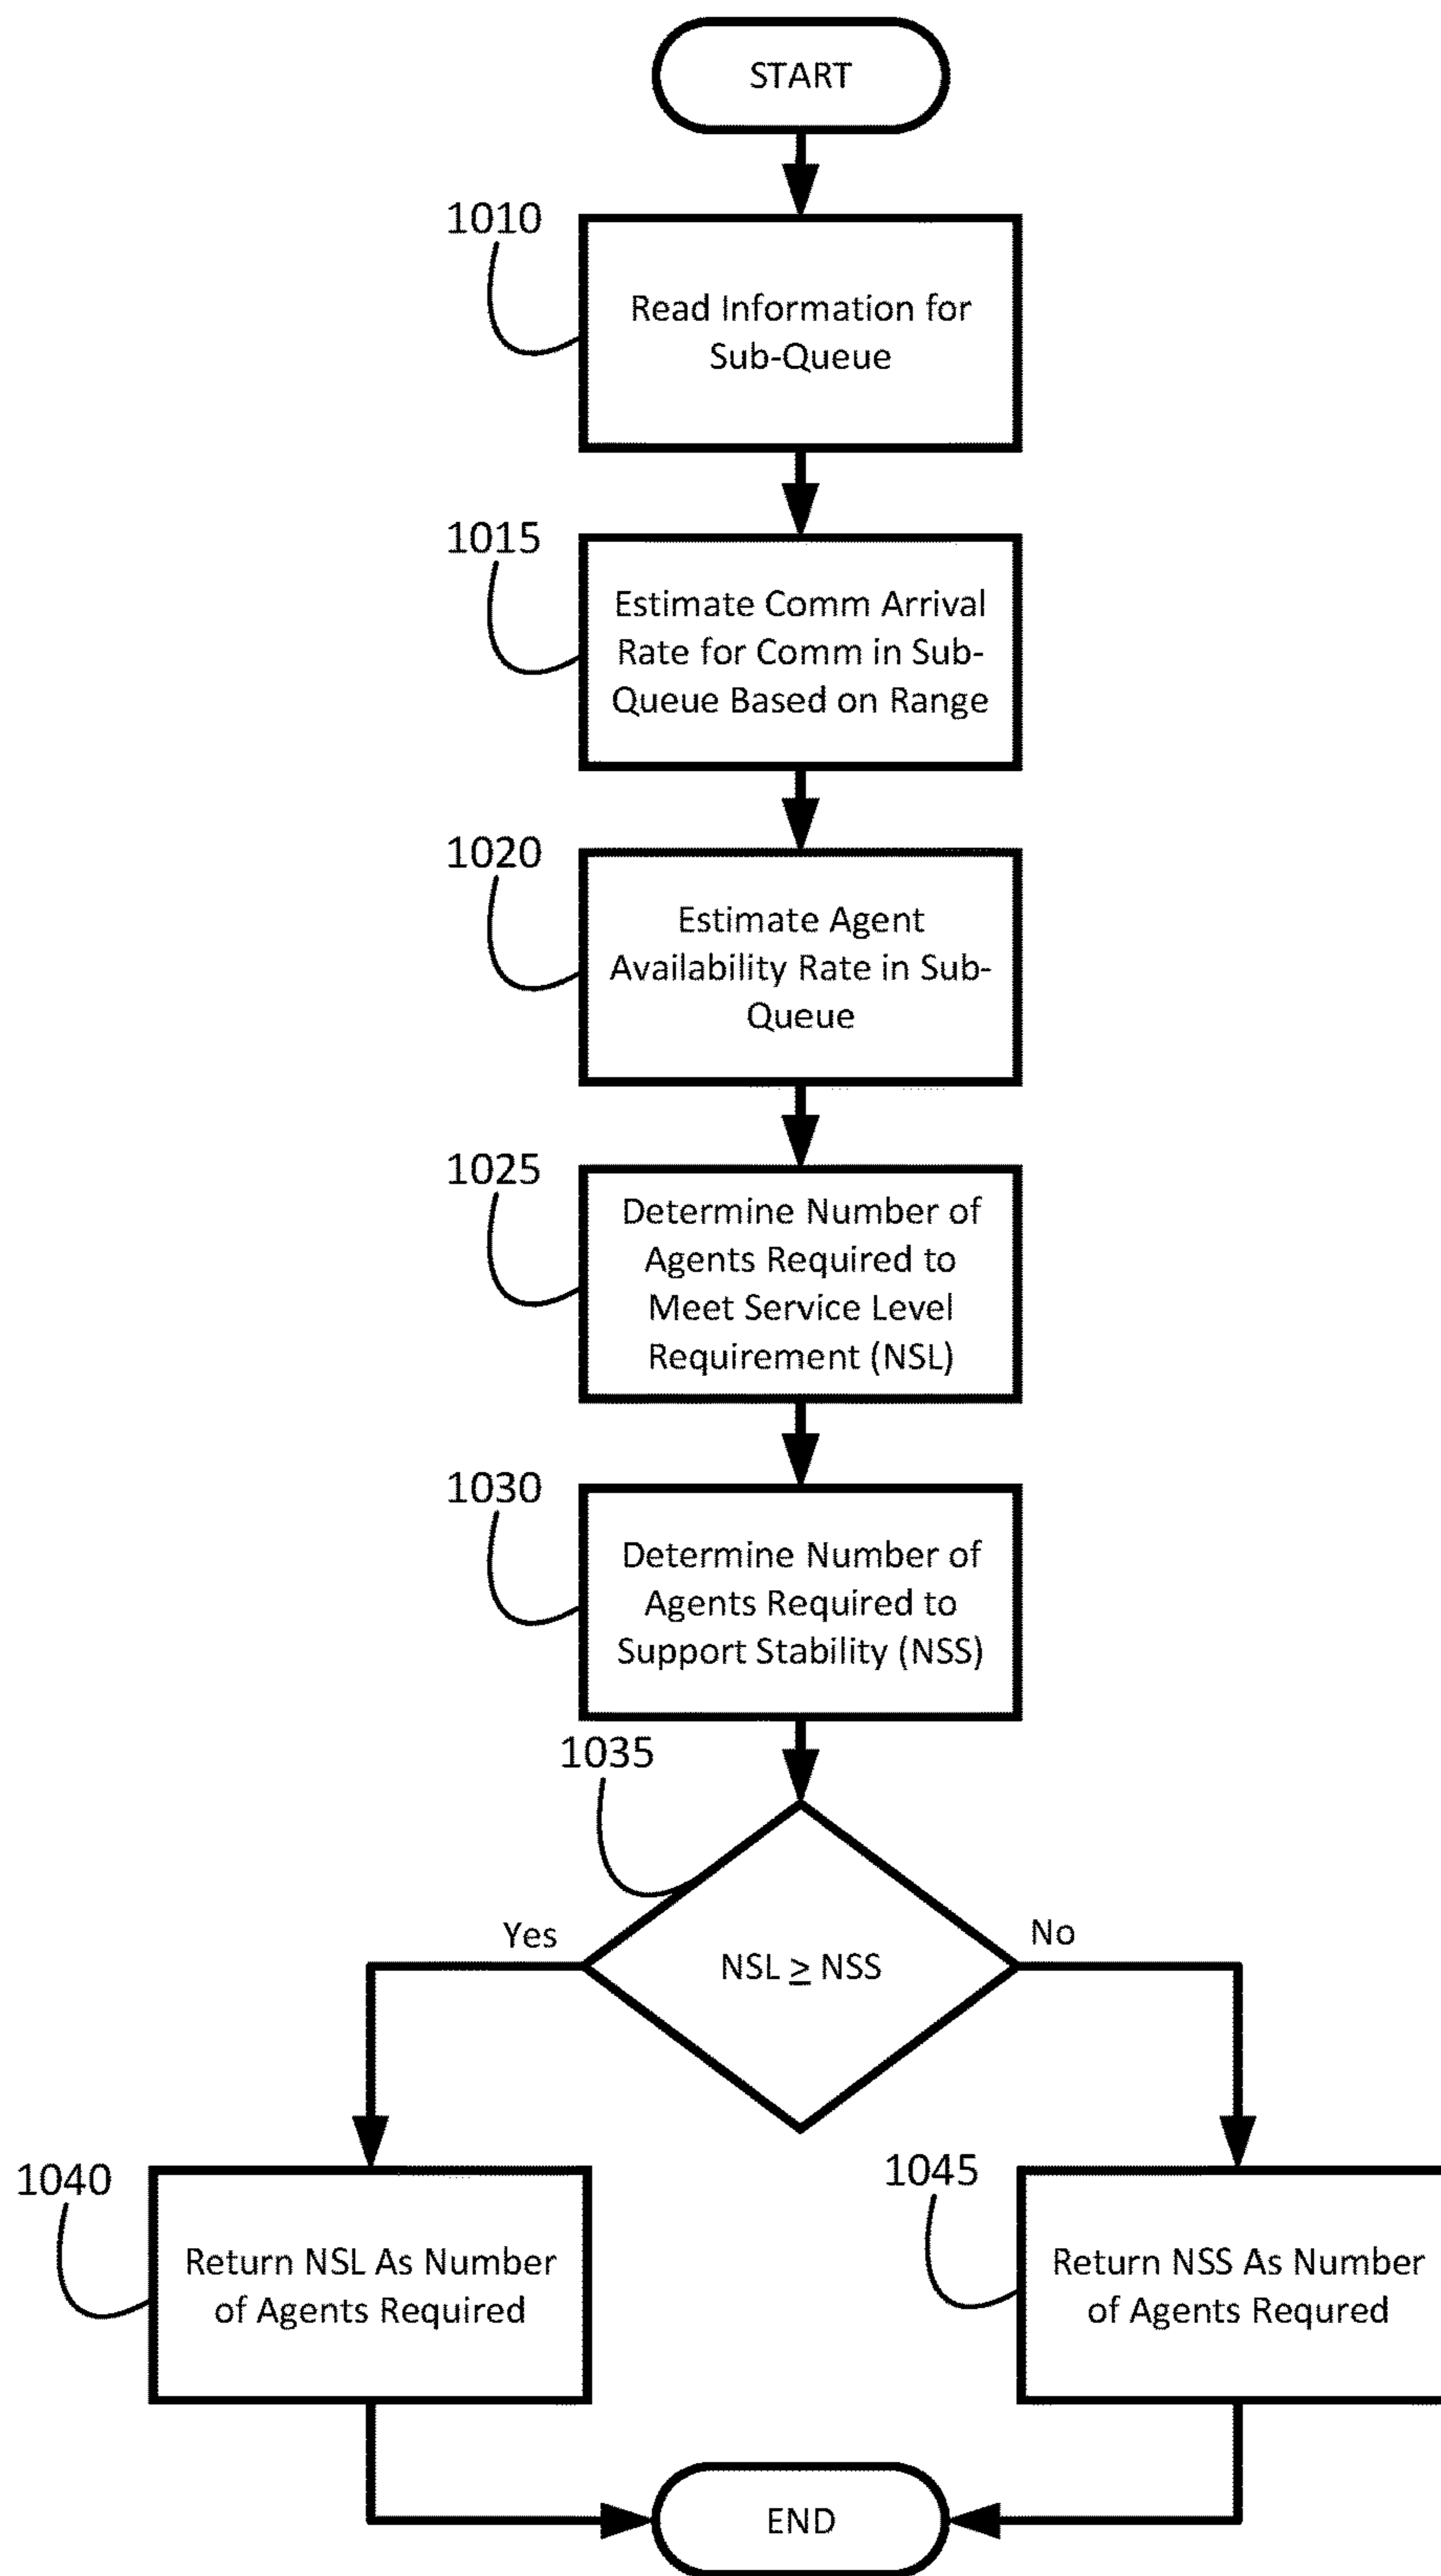 START
1010
Read Information for
Sub-Queue
1015
Estimate Comm Arrival
Rate for Comm in Sub-
Queue Based on Range
1020
Estimate Agent
Availability Rate in Sub-
Queue
1025
Determine Number of
Agents Required to
Meet Service Level
Requirement (NSL)
1030
Determine Number of
Agents Required to
Support Stability (NSS)
1035
Yes
NSL ≥ NSS
No
1040
Return NSL As Number
of Agents Required
1045
Return NSS As Number
of Agents Requred
END